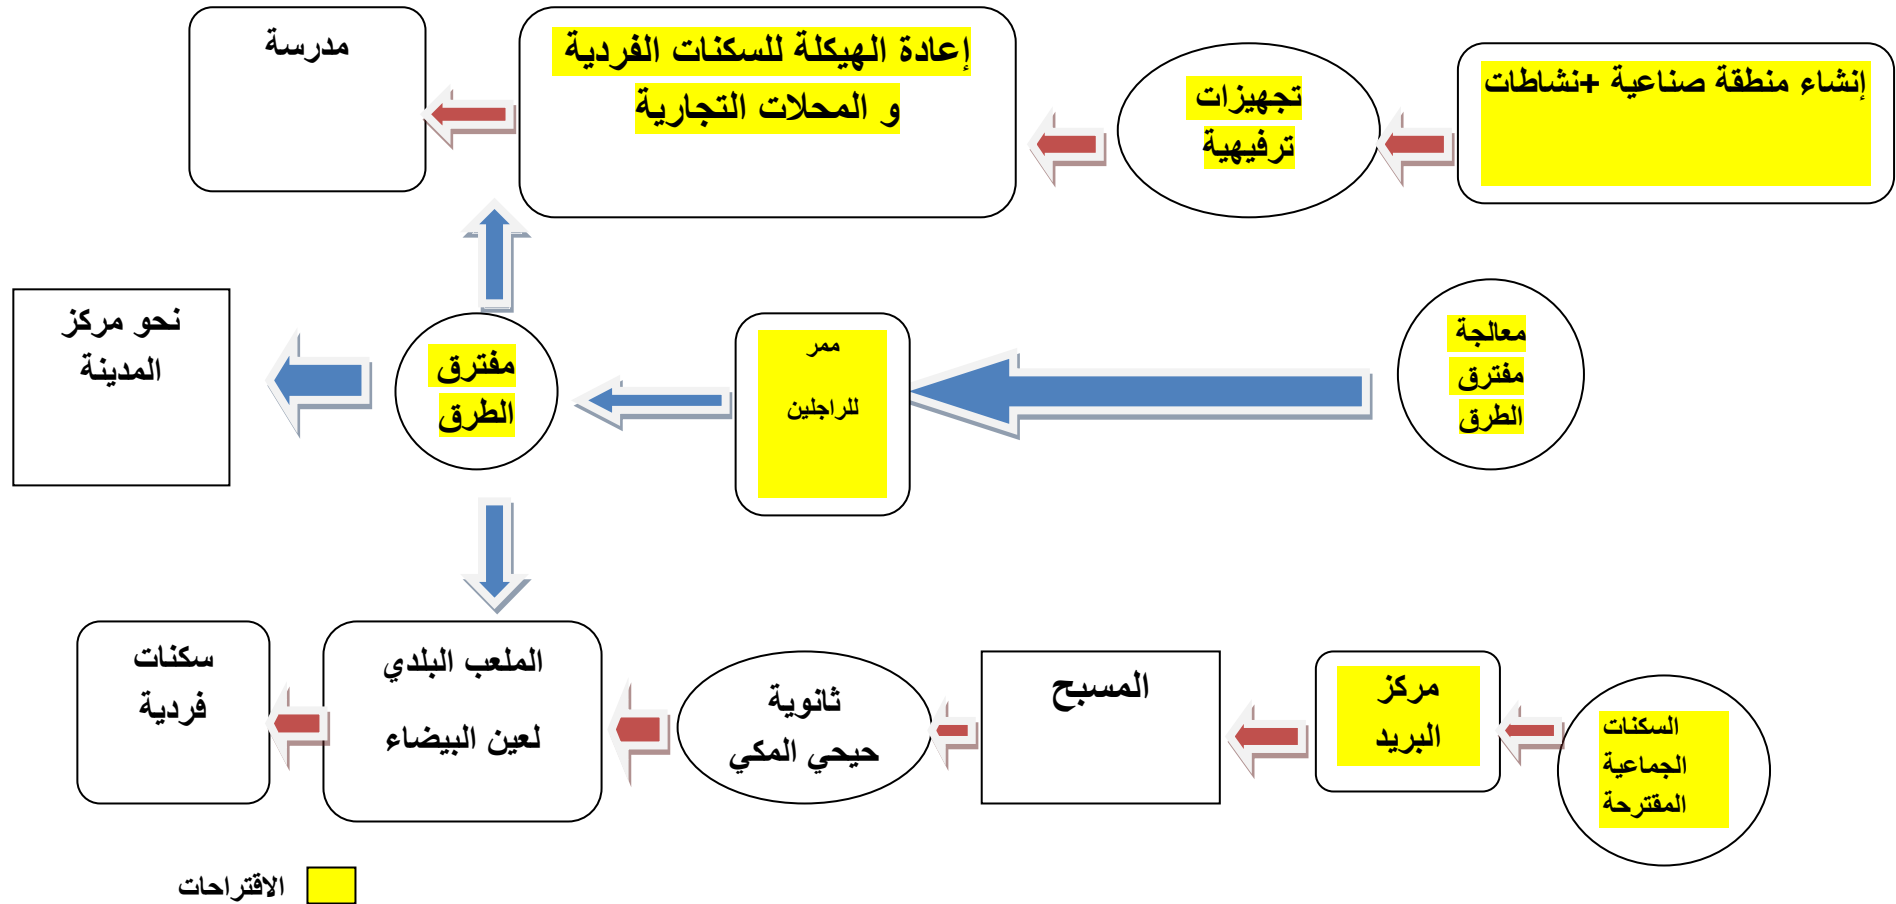 إنشاء منطقة صناعية +نشاطات
تجهيزات
ترفيهية
إعادة الهيكلة للسكنات الفردية
و المحلات التجارية
مدرسة
معالجة
مفترق
الطرق
ممر
للراجلين
مفترق
الطرق
نحو مركز
المدينة
السكنات
الجماعية
المقترحة
مركز
البريد
المسبح
ثانوية
حيحي المكي
الملعب البلدي
لعين البيضاء
سكنات
فردية
الاقتراحات